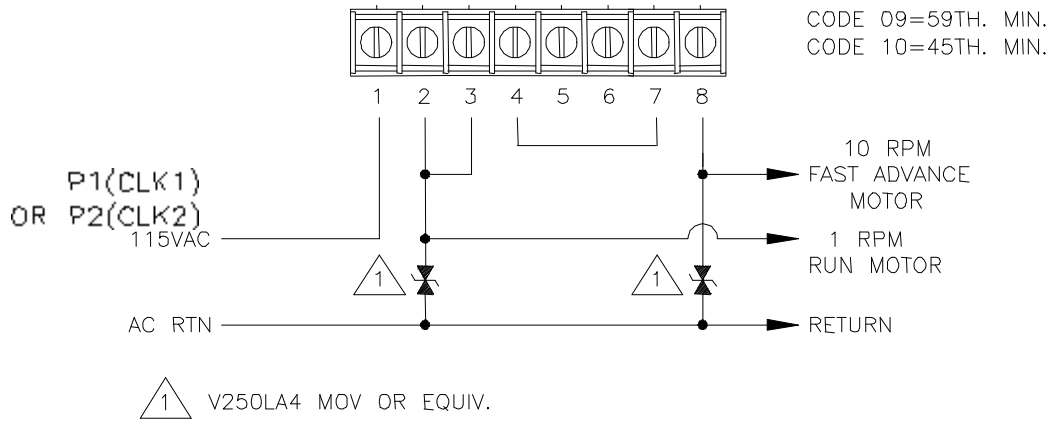 CODE 09=59TH. MIN.
CODE 10=45TH. MIN.
1 2 3 4 5 6 7 8
10 RPM
FAST ADVANCE
MOTOR
P1(CLK1)
OR P2(CLK2)
115VAC
1 RPM
RUN MOTOR
1
1
AC RTN
RETURN
1 V250LA4 MOV OR EQUIV.